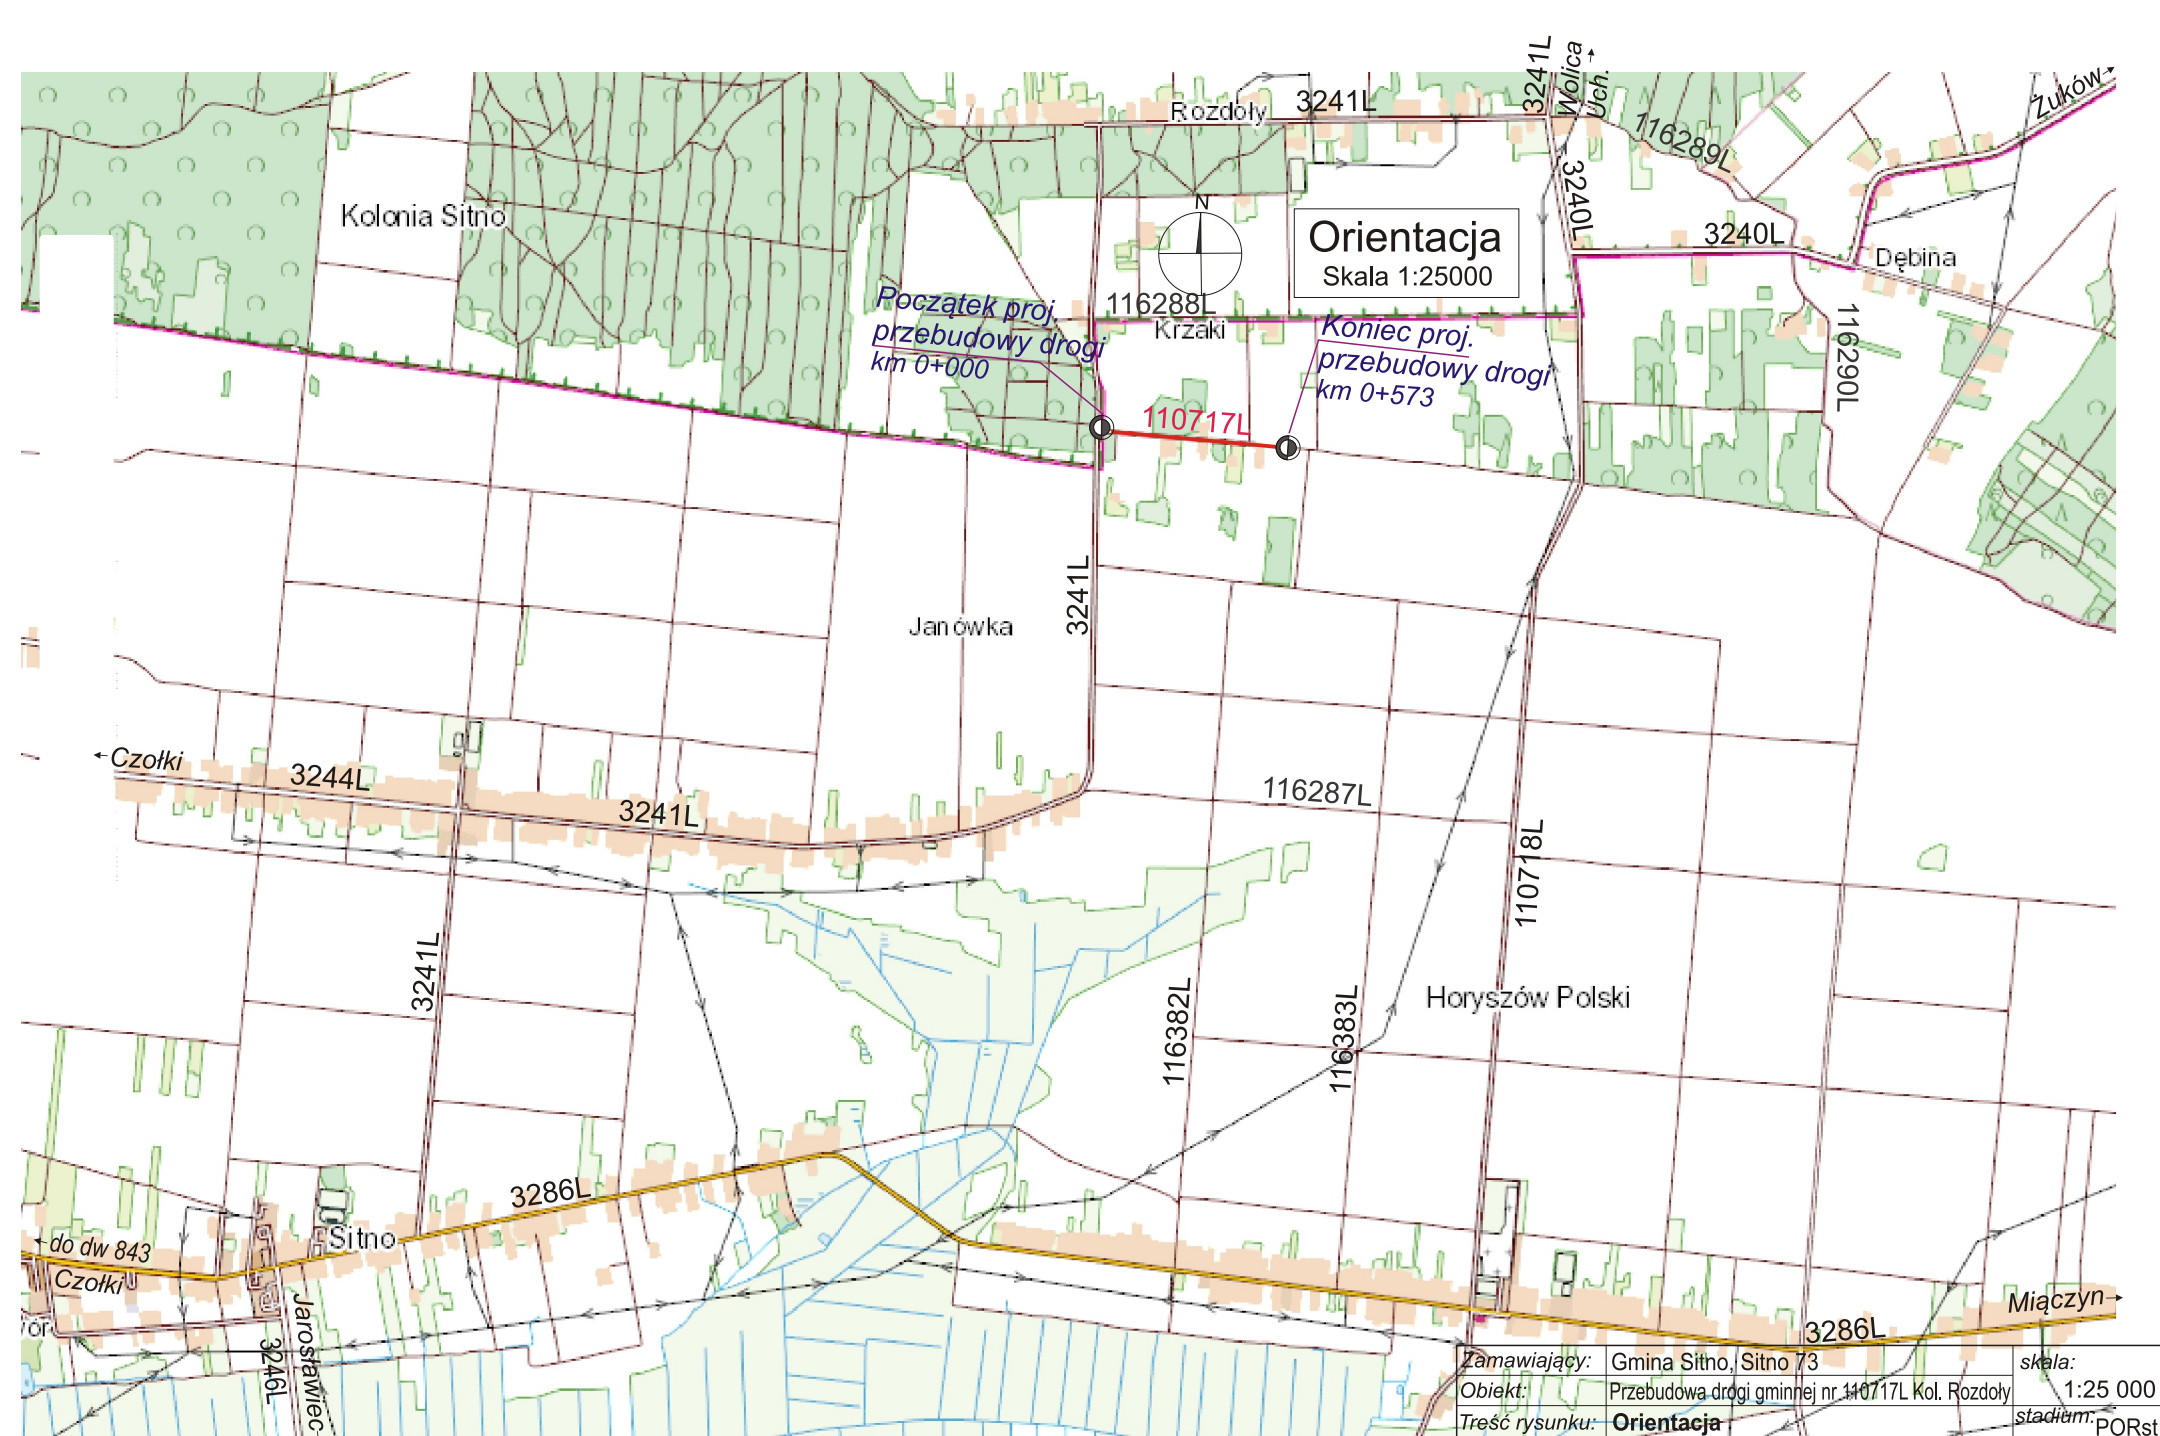 3241L
Wolica
Uch.
Żuków
Rozdoły
3241L
116289L
3240L
Kolonia Sitno
N
Orientacja
Skala 1:25000
3240L
Dębina
Początek proj.
przebudowy drogi
km 0+000
116288L
Krzaki
Koniec proj.
przebudowy drogi
km 0+573
116290L
110717L
3241L
Janówka
Czołki
3244L
3241L
116287L
110718L
3241L
116382L
116383L
Horyszów Polski
3286L
Sitno
do dw 843
Czołki
Jarosławiec
3246L
Miączyn
3286L
Zamawiający: Gmina Sitno, Sitno 73
skala:
1:25 000
Obiekt: Przebudowa drogi gminnej nr 110717L Kol. Rozdoły
Treść rysunku: Orientacja
stadium: PORst